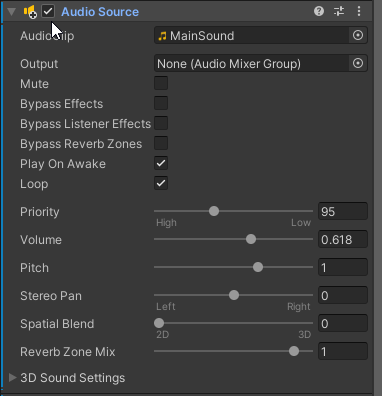 Audio Source
AudioClip MainSound
Output None (Audio Mixer Group)
Mute
Bypass Effects
Bypass Listener Effects
Bypass Reverb Zones
Play On Awake
Loop
Priority 95
High Low
Volume 0.618
Pitch 1
Stereo Pan 0
Left Right
Spatial Blend 0
2D 3D
Reverb Zone Mix 1
3D Sound Settings